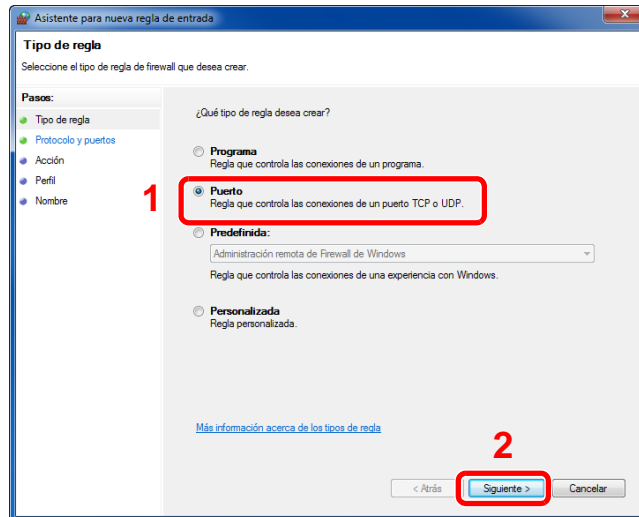 Asistente para nueva regla de entrada
Tipo de regla
Seleccione el tipo de regla de firewall que desea crear.
Pasos:
Tipo de regla
Protocolo y puertos
Acción
Perfil
Nombre
¿Qué tipo de regla desea crear?
Programa
Regla que controla las conexiones de un programa.
1
Puerto
Regla que controla las conexiones de un puerto TCP o UDP.
Predefinida:
Administración remota de Firewall de Windows
Regla que controla las conexiones de una experiencia con Windows.
Personalizada
Regla personalizada.
Más información acerca de los tipos de regla
2
< Atrás
Siguiente >
Cancelar